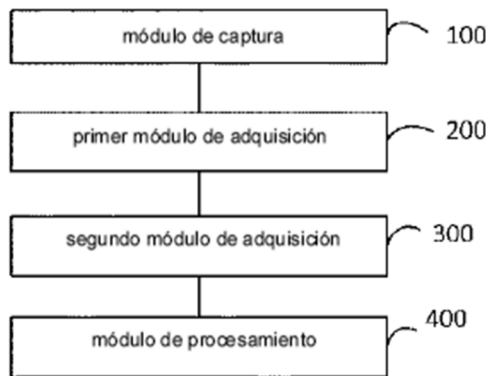 módulo de captura 100
primer módulo de adquisición 200
segundo módulo de adquisición 300
módulo de procesamiento 400